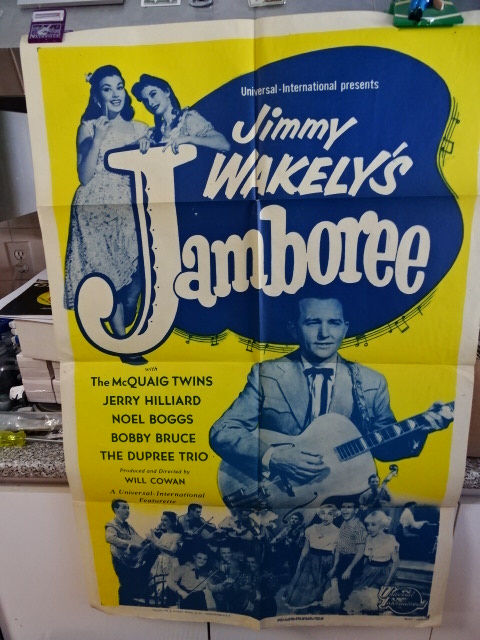 Universal-International presents
Jimmy
WAKELY'S
Jamboree
with
The McQUAIG TWINS
JERRY HILLIARD
NOEL BOGGS
BOBBY BRUCE
THE DUPREE TRIO
Produced and Directed by
WILL COWAN
A Universal-International
Featurette